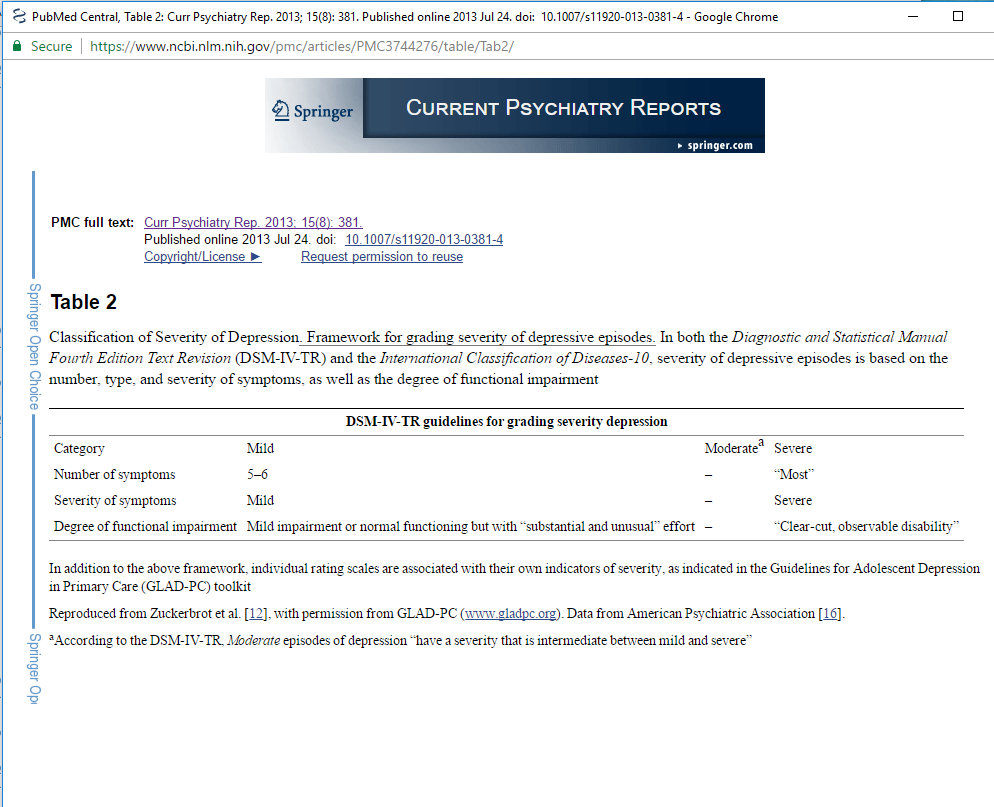 PubMed Central, Table 2: Curr Psychiatry Rep. 2013; 15(8): 381. Published online 2013 Jul 24. doi: 10.1007/s11920-013-0381-4 - Google Chrome
Secure https://www.ncbi.nlm.nih.gov/pmc/articles/PMC3744276/table/Tab2/
Springer CURRENT PSYCHIATRY REPORTS
springer.com
PMC full text: Curr Psychiatry Rep. 2013; 15(8): 381.
Published online 2013 Jul 24. doi: 10.1007/s11920-013-0381-4
Copyright/License ► Request permission to reuse
Springer Open Choice
Table 2
Classification of Severity of Depression. Framework for grading severity of depressive episodes. In both the Diagnostic and Statistical Manual
Fourth Edition Text Revision (DSM-IV-TR) and the International Classification of Diseases-10, severity of depressive episodes is based on the
number, type, and severity of symptoms, as well as the degree of functional impairment
DSM-IV-TR guidelines for grading severity depression
Category Mild Moderateᵃ Severe
Number of symptoms 5–6 – “Most”
Severity of symptoms Mild – Severe
Degree of functional impairment Mild impairment or normal functioning but with “substantial and unusual” effort – “Clear-cut, observable disability”
In addition to the above framework, individual rating scales are associated with their own indicators of severity, as indicated in the Guidelines for Adolescent Depression
in Primary Care (GLAD-PC) toolkit
Reproduced from Zuckerbrot et al. [12], with permission from GLAD-PC (www.gladpc.org). Data from American Psychiatric Association [16].
ᵃAccording to the DSM-IV-TR, Moderate episodes of depression “have a severity that is intermediate between mild and severe”
Springer Op